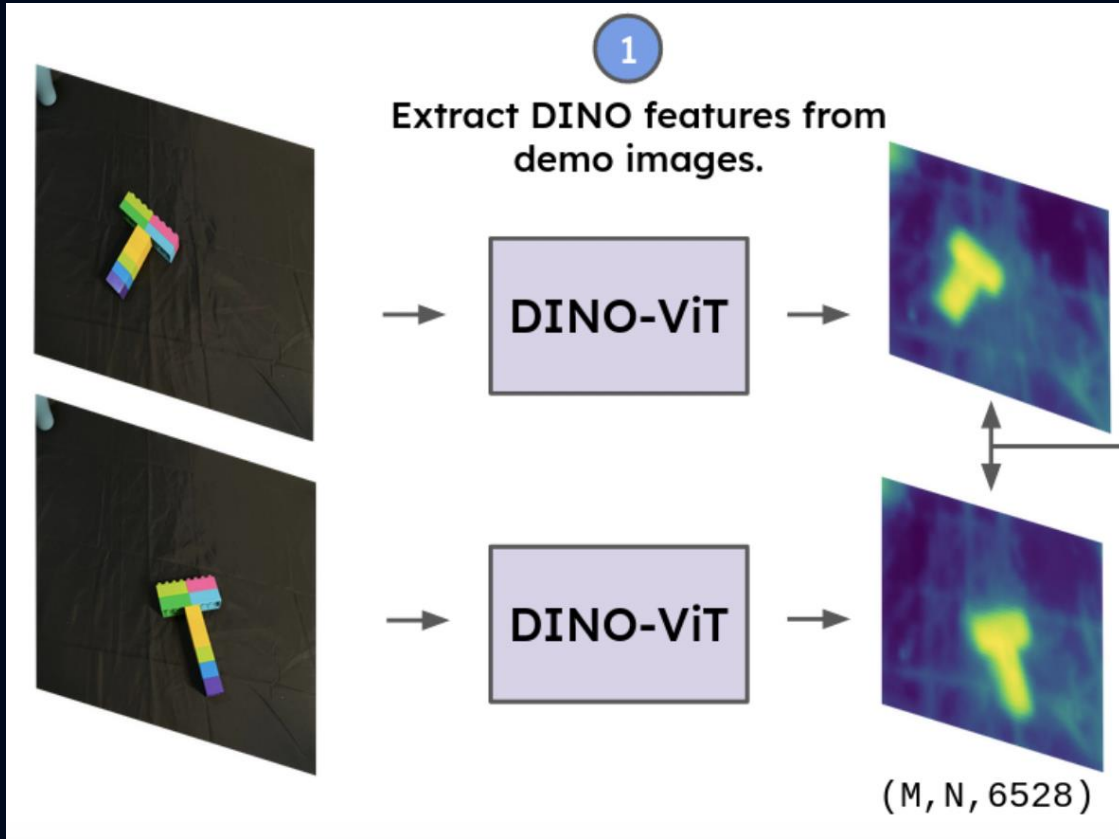 1
Extract DINO features from
demo images.
DINO-ViT
DINO-ViT
(M,N,6528)